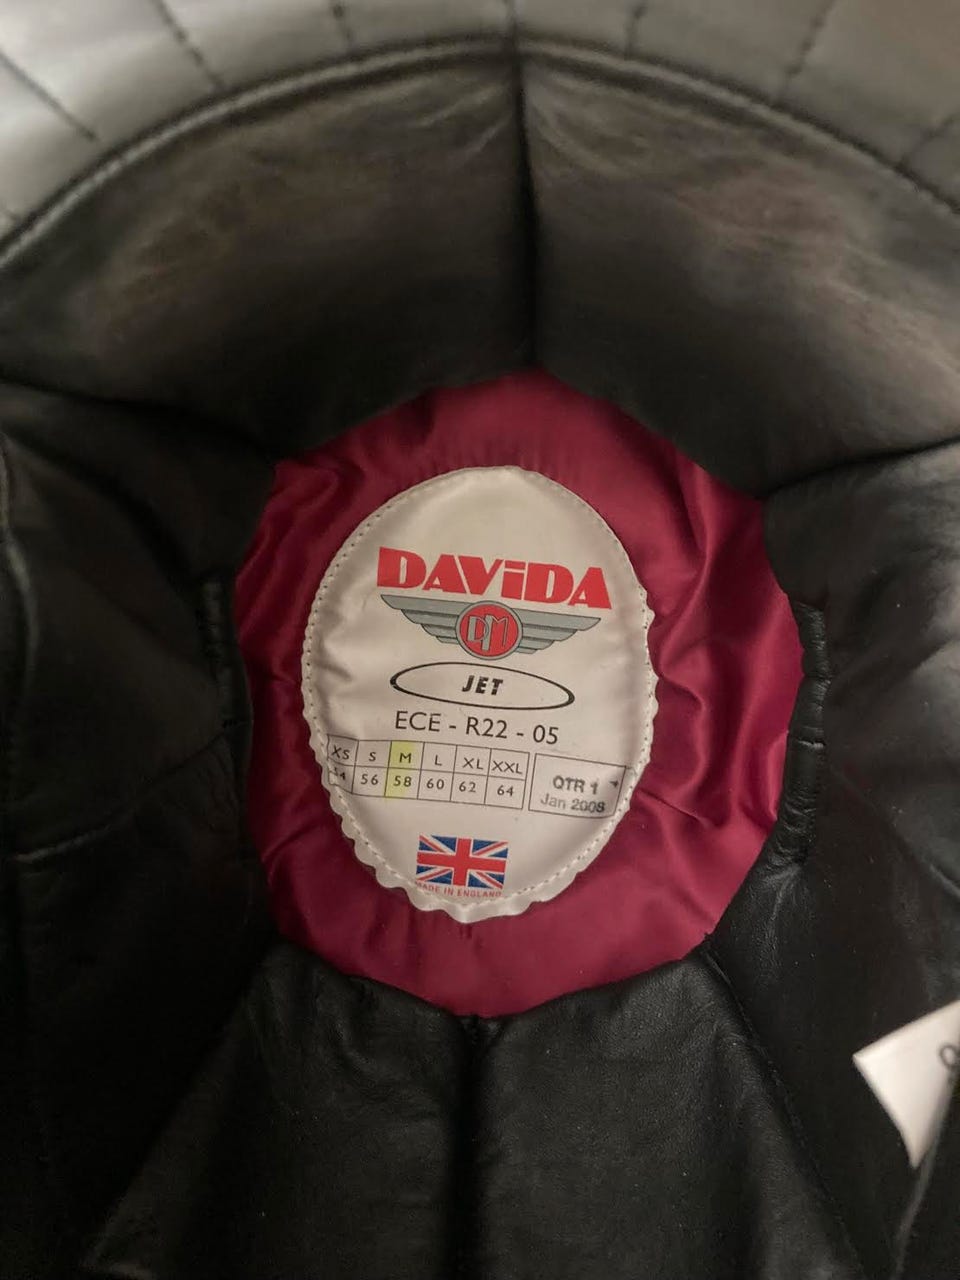 DAVIDA
DM
JET
ECE - R22 - 05
XS S M L XL XXL
54 56 58 60 62 64
QTR 1
Jan 2008
MADE IN ENGLAND